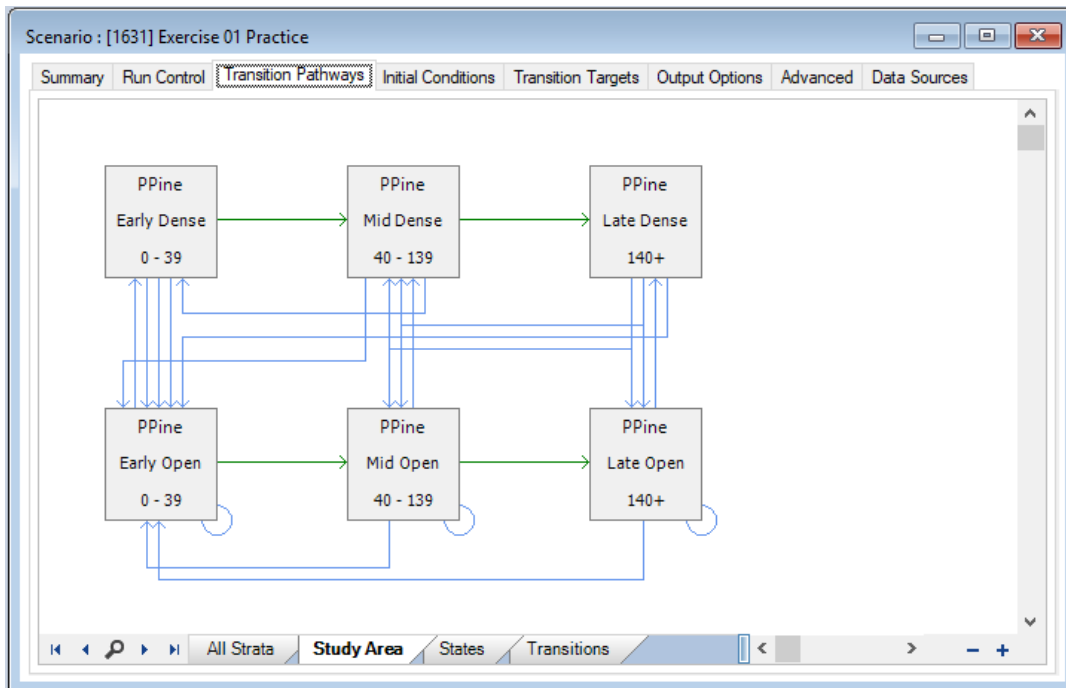 Scenario : [1631] Exercise 01 Practice
Summary Run Control Transition Pathways Initial Conditions Transition Targets Output Options Advanced Data Sources
PPine PPine PPine
Early Dense Mid Dense Late Dense
0 - 39 40 - 139 140+
PPine PPine PPine
Early Open Mid Open Late Open
0 - 39 40 - 139 140+
All Strata Study Area States Transitions